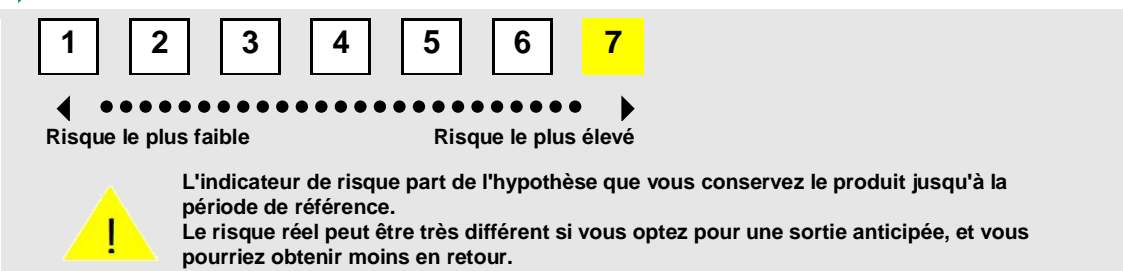 1 2 3 4 5 6 7
Risque le plus faible Risque le plus élevé
L'indicateur de risque part de l'hypothèse que vous conservez le produit jusqu'à la
période de référence.
Le risque réel peut être très différent si vous optez pour une sortie anticipée, et vous
pourriez obtenir moins en retour.
!